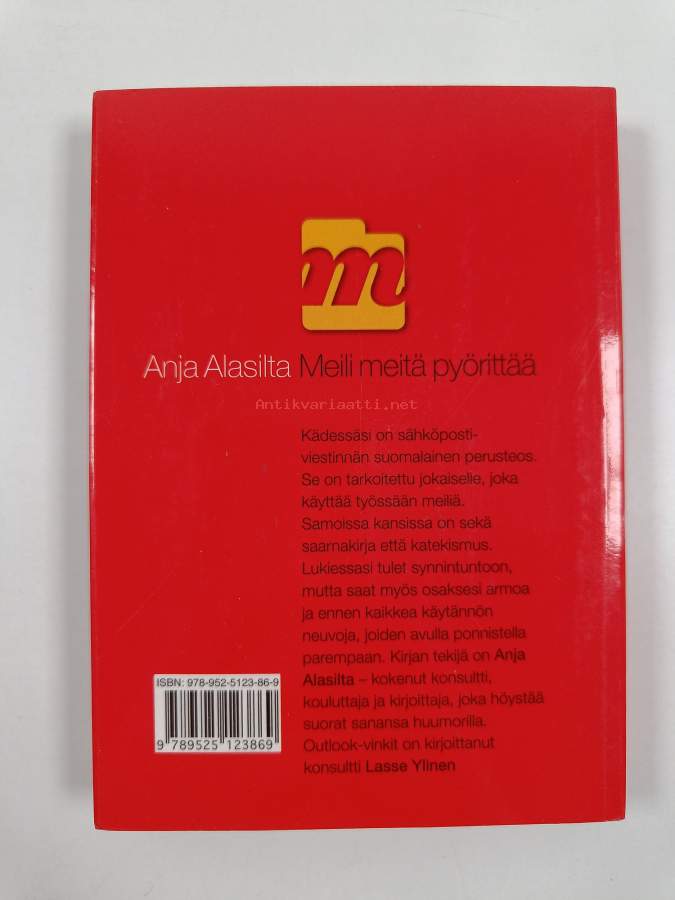 m
Anja Alasilta Meili meitä pyörittää
Antikvariaatti.net
Kädessäsi on sähköposti-
viestinnän suomalainen perusteos.
Se on tarkoitettu jokaiselle, joka
käyttää työssään meiliä.
Samoissa kansissa on sekä
saarnakirja että katekismus.
Lukiessasi tulet synnintuntoon,
mutta saat myös osaksesi armoa
ja ennen kaikkea käytännön
neuvoja, joiden avulla ponnistella
parempaan. Kirjan tekijä on Anja
Alasilta – kokenut konsultti,
kouluttaja ja kirjoittaja, joka höystää
suorat sanansa huumorilla.
Outlook-vinkit on kirjoittanut
konsultti Lasse Ylinen
ISBN: 978-952-5123-86-9
9 789525 123869